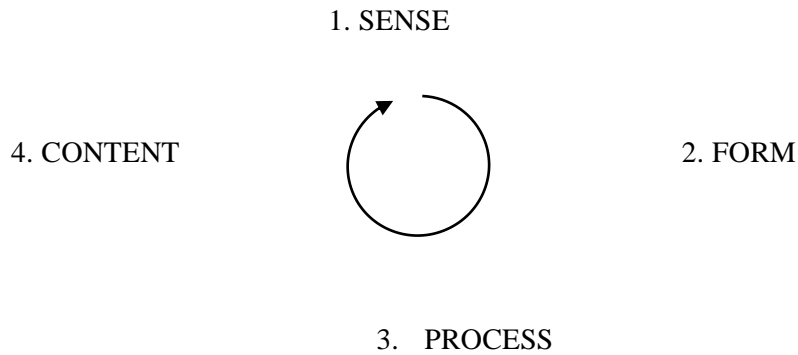 1. SENSE
4. CONTENT
2. FORM
3. PROCESS